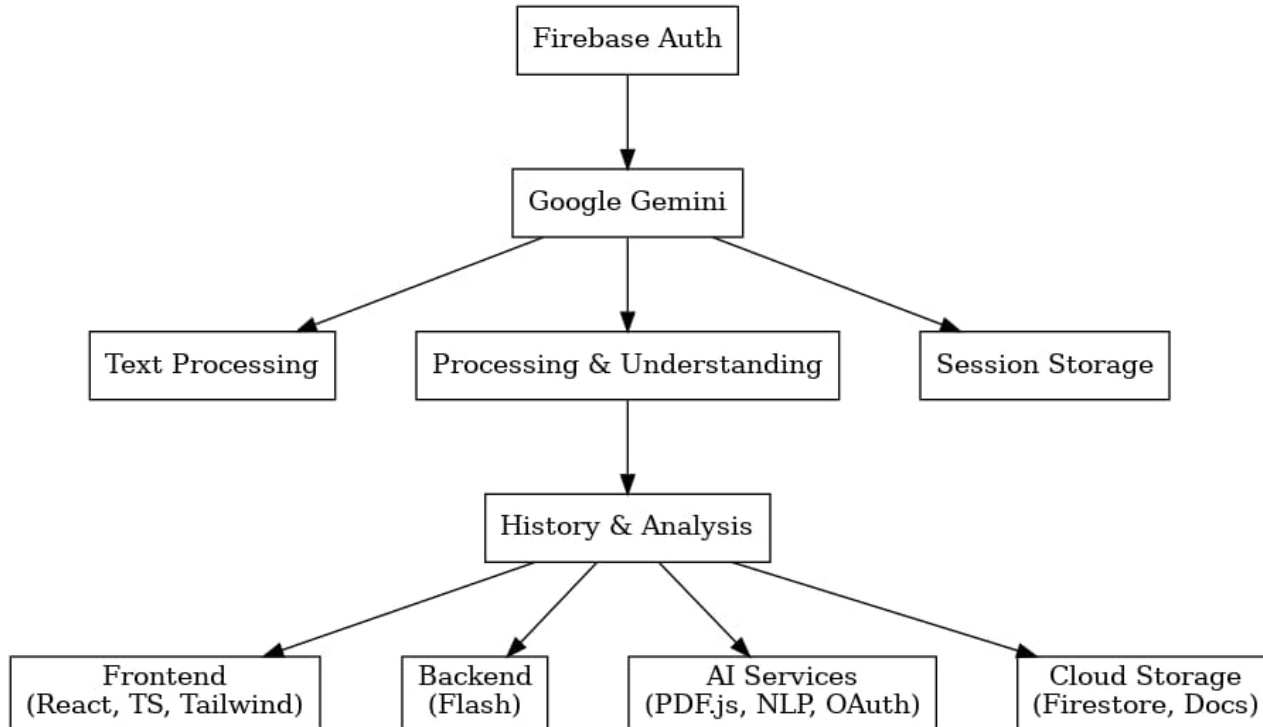 Firebase Auth
Google Gemini
Text Processing
Processing & Understanding
Session Storage
History & Analysis
Frontend
(React, TS, Tailwind)
Backend
(Flash)
AI Services
(PDF.js, NLP, OAuth)
Cloud Storage
(Firestore, Docs)